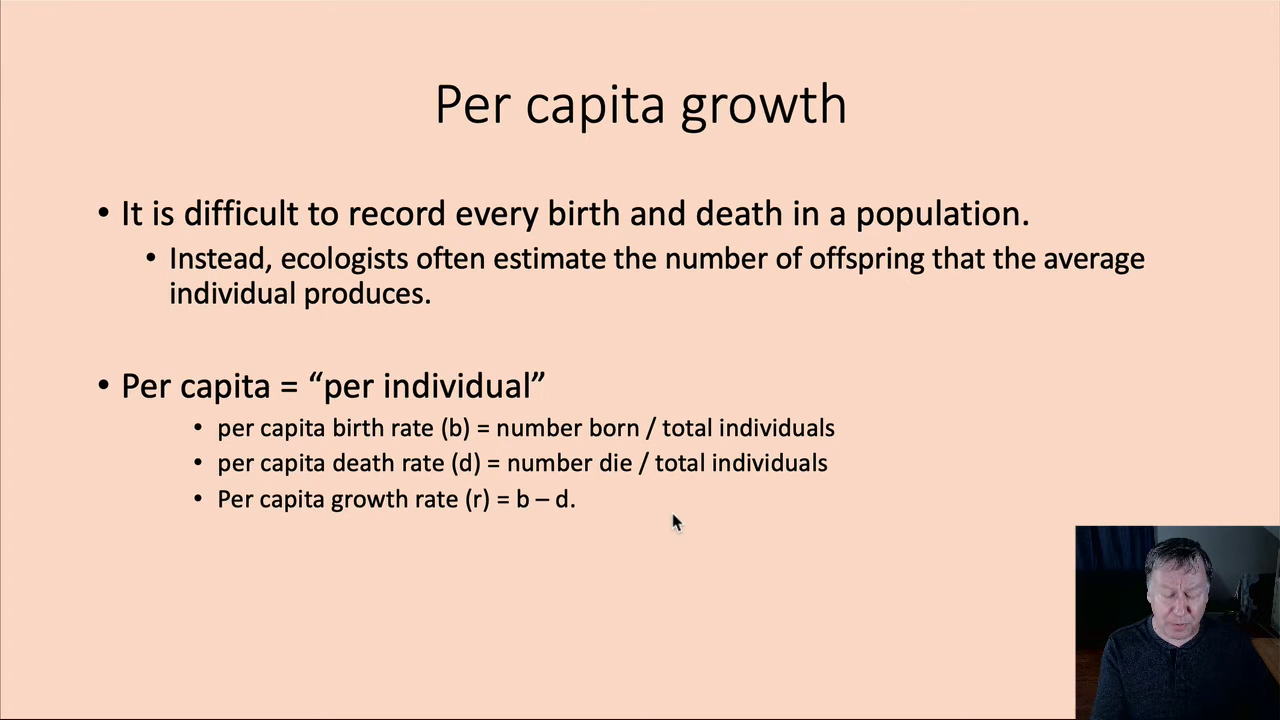 Per capita growth
• It is difficult to record every birth and death in a population.
• Instead, ecologists often estimate the number of offspring that the average
individual produces.
• Per capita = “per individual”
• per capita birth rate (b) = number born / total individuals
• per capita death rate (d) = number die / total individuals
• Per capita growth rate (r) = b – d.